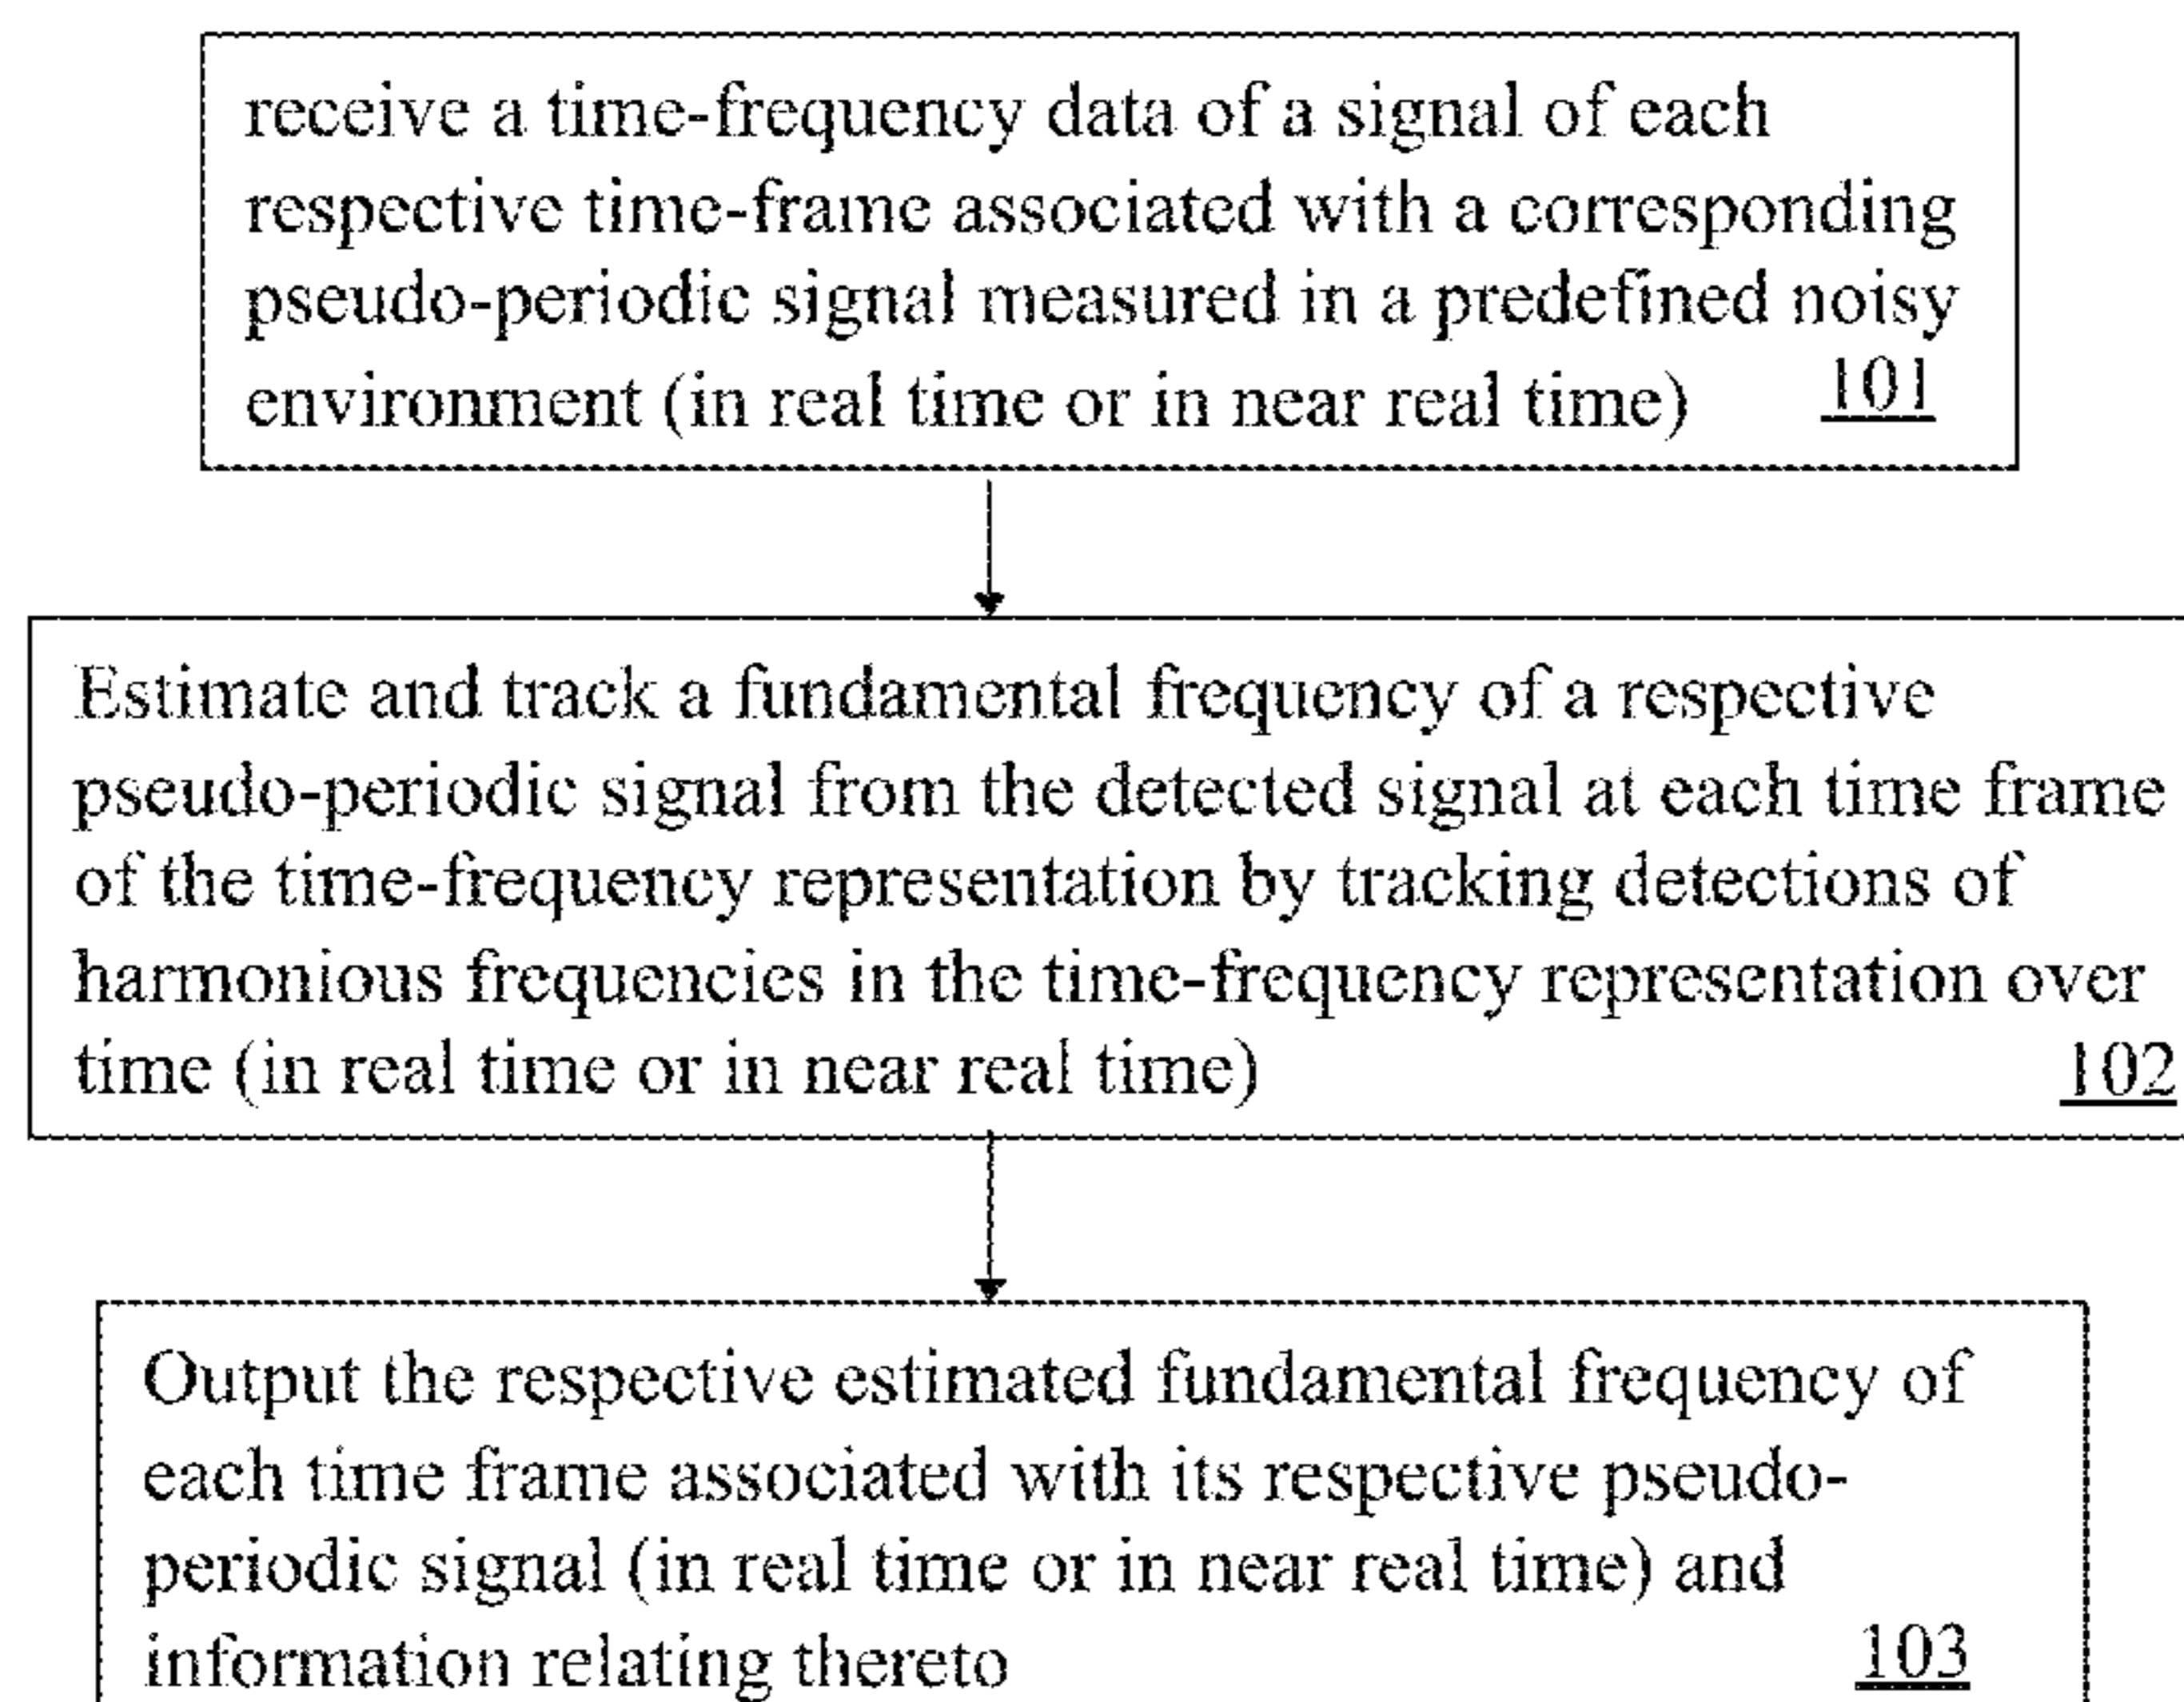 receive a time-frequency data of a signal of each
respective time-frame associated with a corresponding
pseudo-periodic signal measured in a predefined noisy
environment (in real time or in near real time) 101
Estimate and track a fundamental frequency of a respective
pseudo-periodic signal from the detected signal at each time frame
of the time-frequency representation by tracking detections of
harmonious frequencies in the time-frequency representation over
time (in real time or in near real time) 102
Output the respective estimated fundamental frequency of
each time frame associated with its respective pseudo-
periodic signal (in real time or in near real time) and
information relating thereto 103